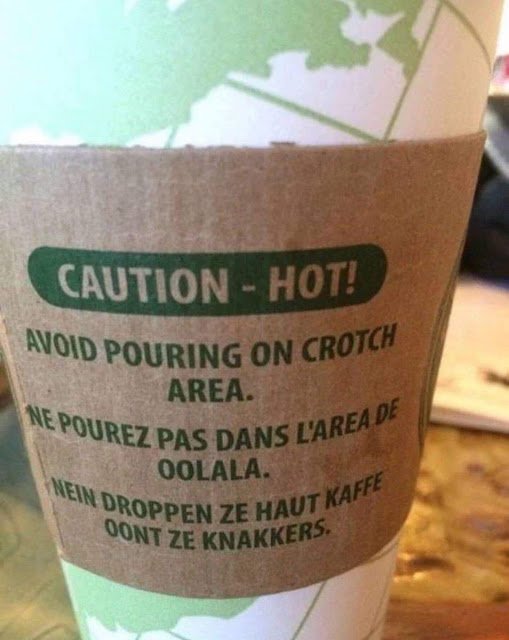 CAUTION - HOT!
AVOID POURING ON CROTCH
AREA.
NE POUREZ PAS DANS L'AREA DE
OOLALA.
NEIN DROPPEN ZE HAUT KAFFE
OONT ZE KNAKKERS.